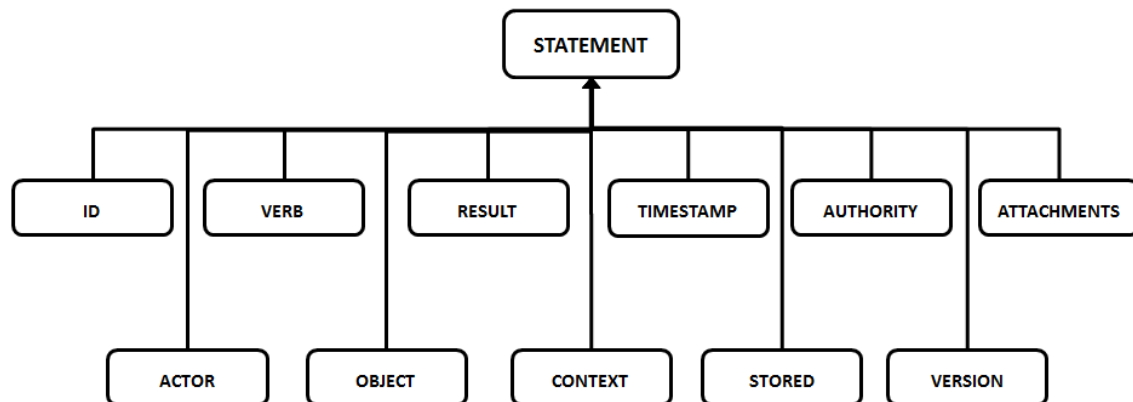 STATEMENT
ID
VERB
RESULT
TIMESTAMP
AUTHORITY
ATTACHMENTS
ACTOR
OBJECT
CONTEXT
STORED
VERSION